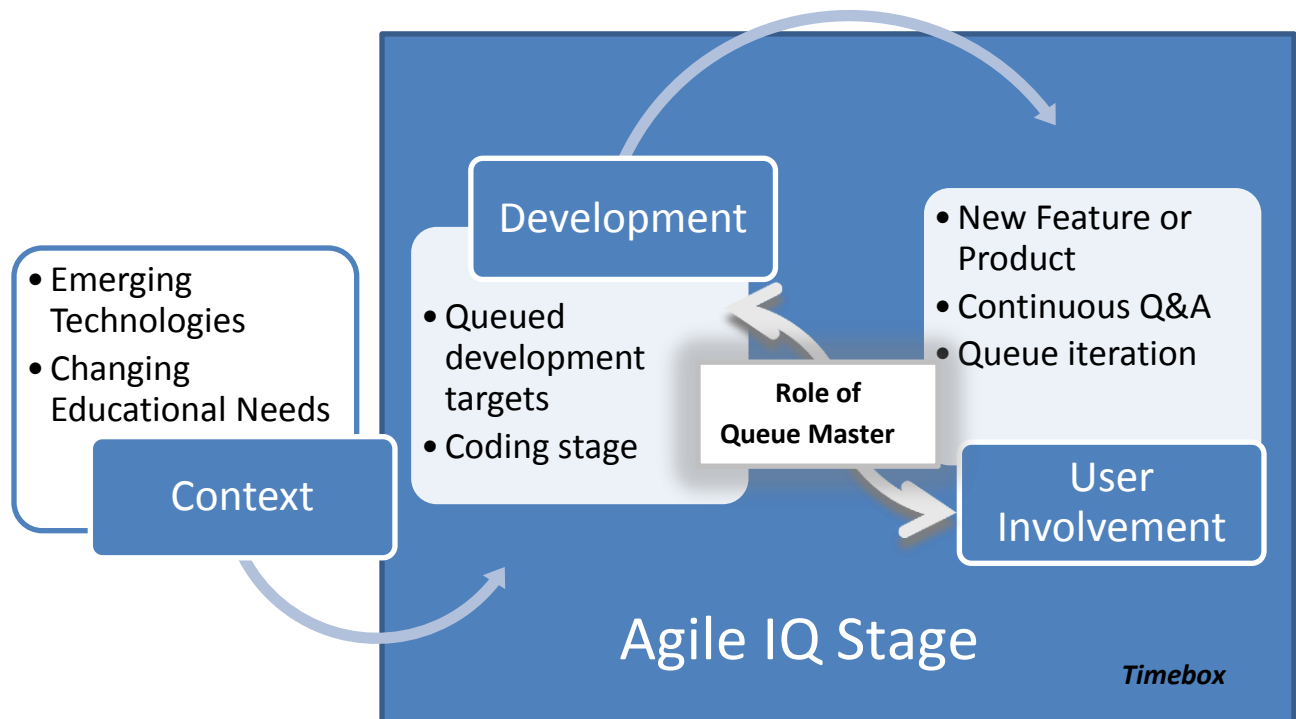 • Emerging
Technologies
• Changing
Educational Needs
Context
Development
• Queued
development
targets
• Coding stage
Role of
Queue Master
• New Feature or
Product
• Continuous Q&A
• Queue iteration
User
Involvement
Agile IQ Stage
Timebox